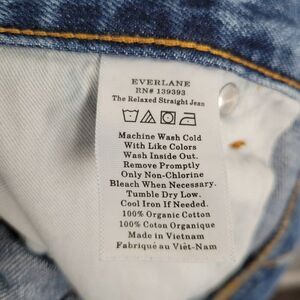 EVERLANE
RN# 139393
The Relaxed Straight Jean
Machine Wash Cold
With Like Colors
Wash Inside Out.
Remove Promptly
Only Non-Chlorine
Bleach When Necessary.
Tumble Dry Low.
Cool Iron If Needed.
100% Organic Cotton
100% Coton Organique
Made in Vietnam
Fabriqué au Viêt-Nam